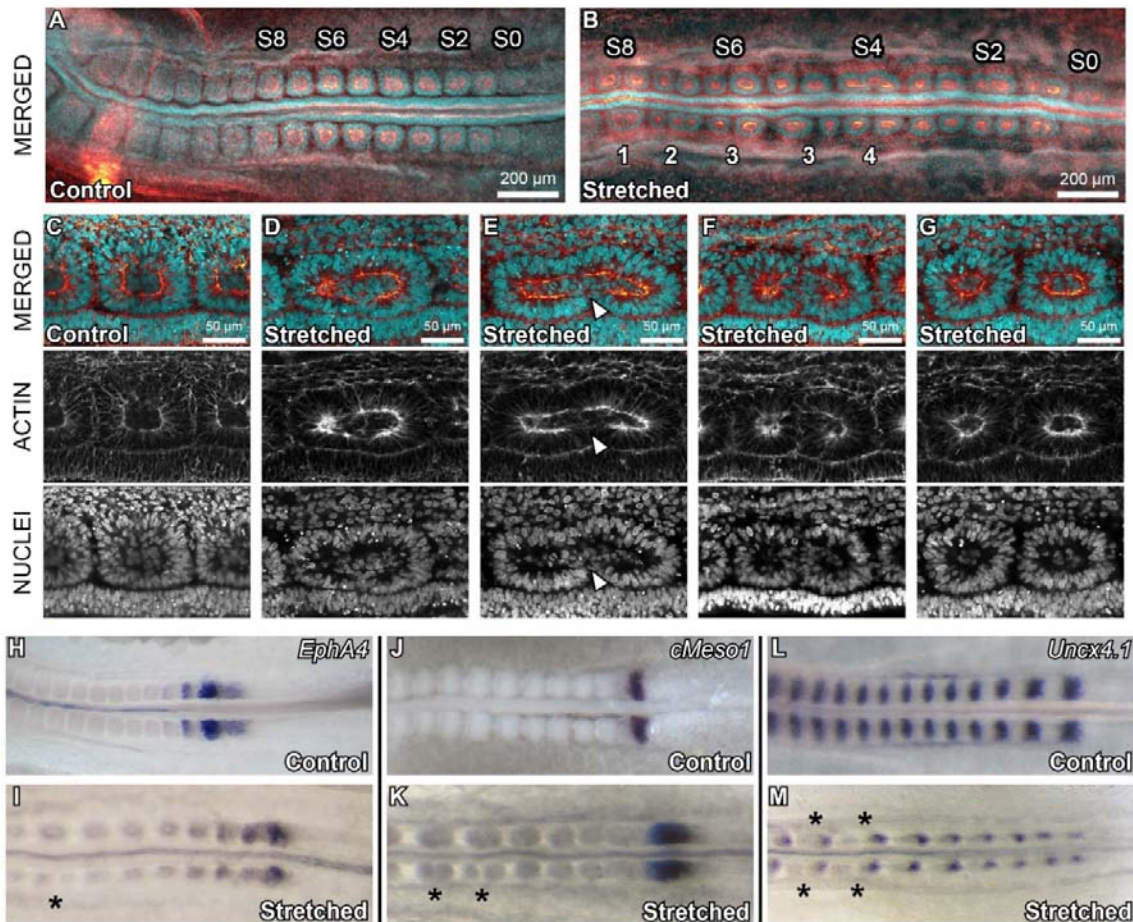 MERGED
A S8 S6 S4 S2 S0
Control 200 µm
B S8 S6 S4 S2 S0
1 2 3 3 4
Stretched 200 µm
MERGED
C Control 50 µm
D Stretched 50 µm
E Stretched 50 µm
F Stretched 50 µm
G Stretched 50 µm
ACTIN
NUCLEI
H EphA4
Control
J cMeso1
Control
L Uncx4.1
Control
I * Stretched
K * * Stretched
M * *
* * Stretched